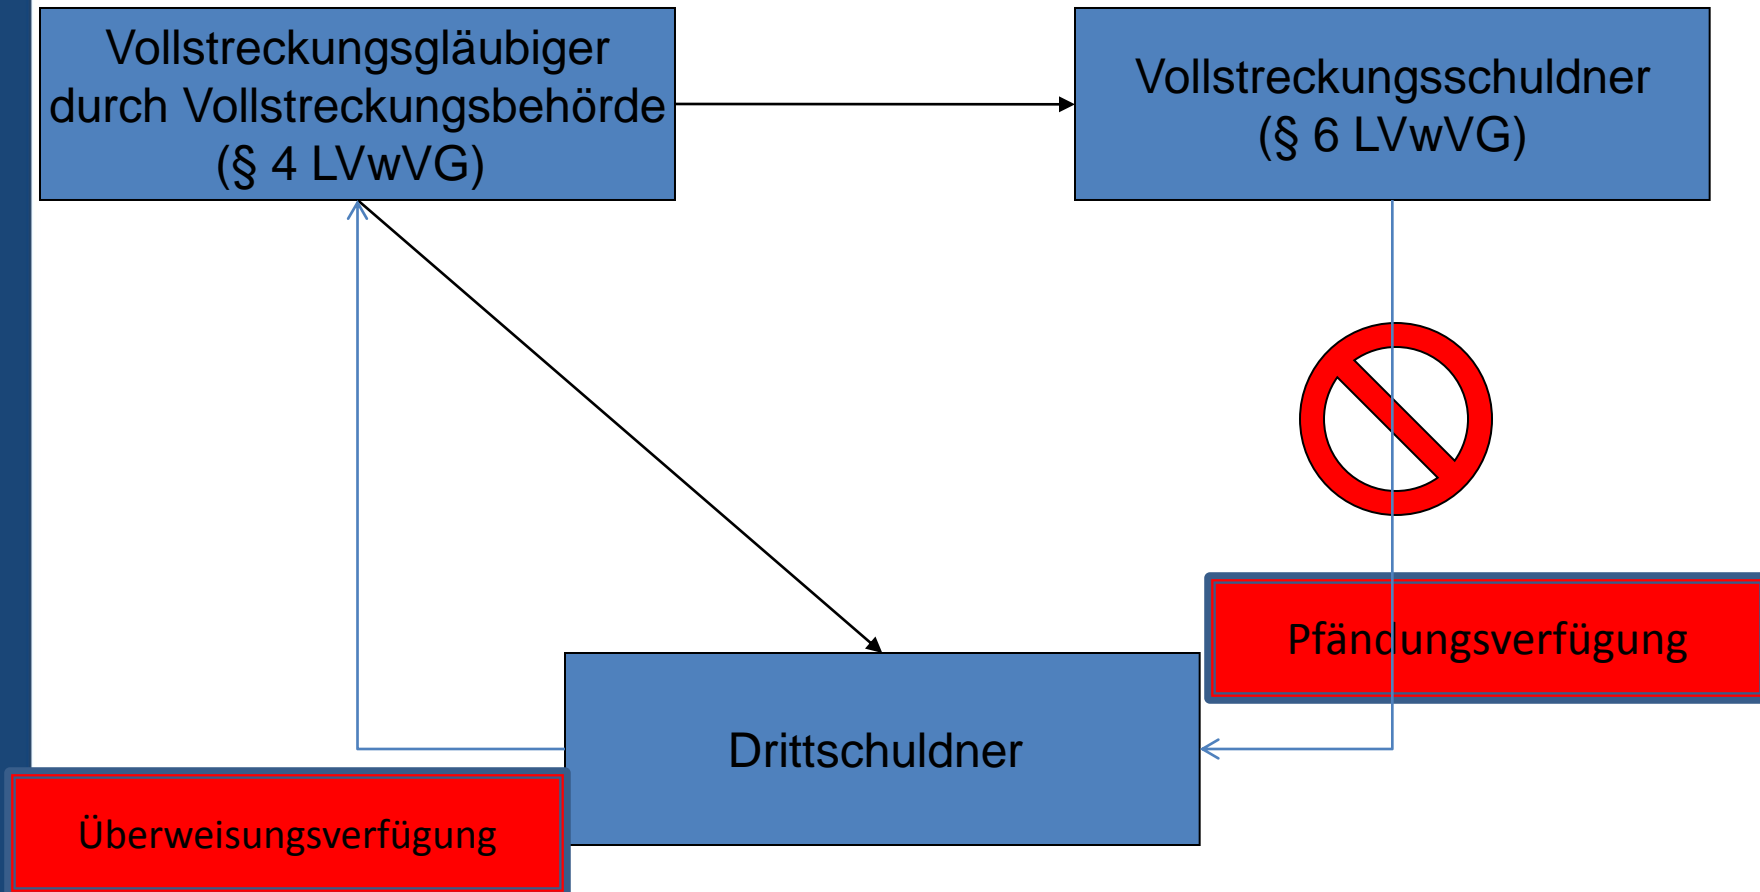 Vollstreckungsgläubiger
durch Vollstreckungsbehörde
(§ 4 LVwVG)
Vollstreckungsschuldner
(§ 6 LVwVG)
Pfändungsverfügung
Drittschuldner
Überweisungsverfügung